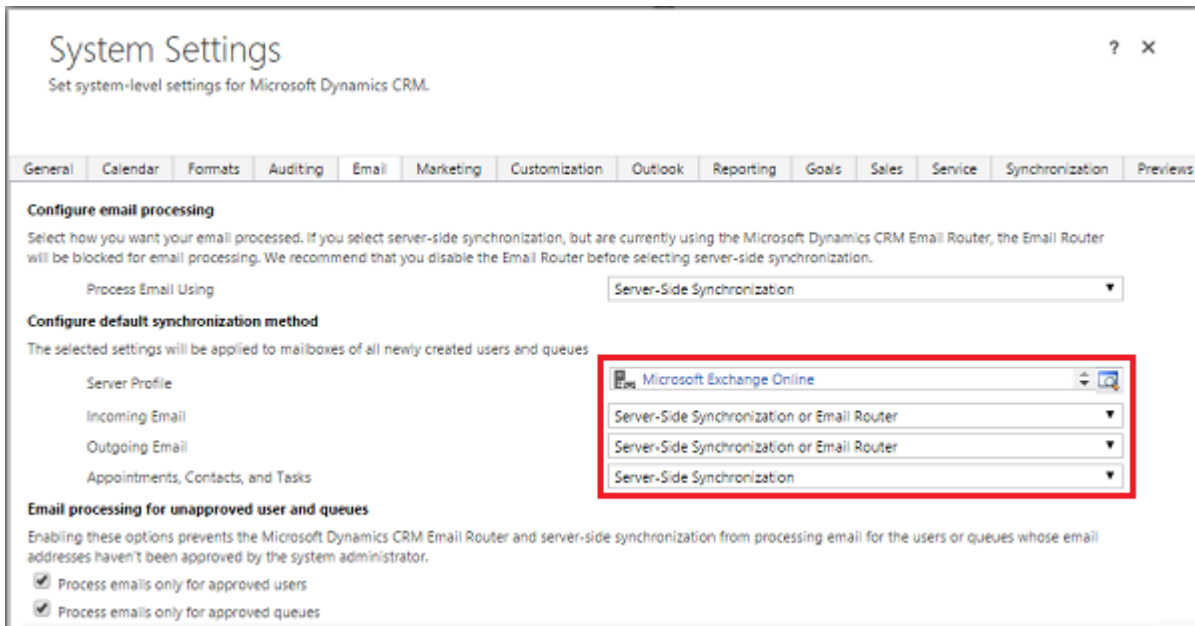 System Settings
? ×
Set system-level settings for Microsoft Dynamics CRM.
General Calendar Formats Auditing Email Marketing Customization Outlook Reporting Goals Sales Service Synchronization Previews
Configure email processing
Select how you want your email processed. If you select server-side synchronization, but are currently using the Microsoft Dynamics CRM Email Router, the Email Router
will be blocked for email processing. We recommend that you disable the Email Router before selecting server-side synchronization.
Process Email Using Server-Side Synchronization
Configure default synchronization method
The selected settings will be applied to mailboxes of all newly created users and queues
Server Profile Microsoft Exchange Online
Incoming Email Server-Side Synchronization or Email Router
Outgoing Email Server-Side Synchronization or Email Router
Appointments, Contacts, and Tasks Server-Side Synchronization
Email processing for unapproved user and queues
Enabling these options prevents the Microsoft Dynamics CRM Email Router and server-side synchronization from processing email for the users or queues whose email
addresses haven't been approved by the system administrator.
Process emails only for approved users
Process emails only for approved queues